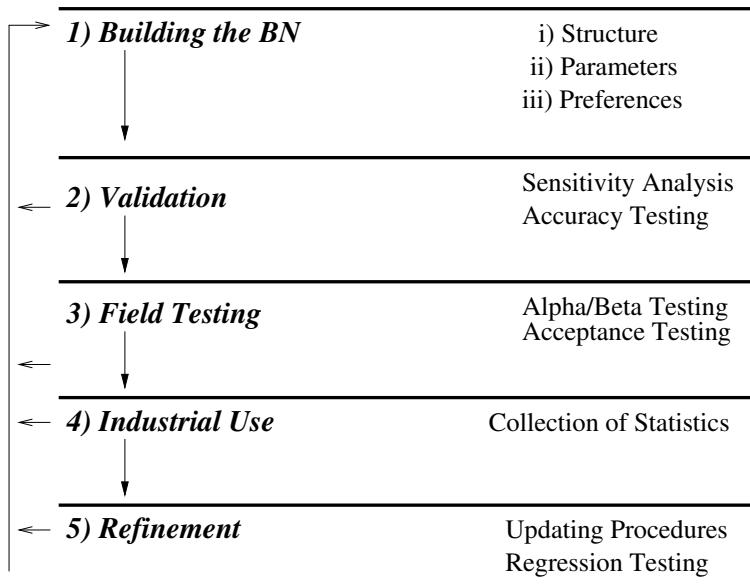 1) Building the BN
i) Structure
ii) Parameters
iii) Preferences
2) Validation
Sensitivity Analysis
Accuracy Testing
3) Field Testing
Alpha/Beta Testing
Acceptance Testing
4) Industrial Use
Collection of Statistics
5) Refinement
Updating Procedures
Regression Testing